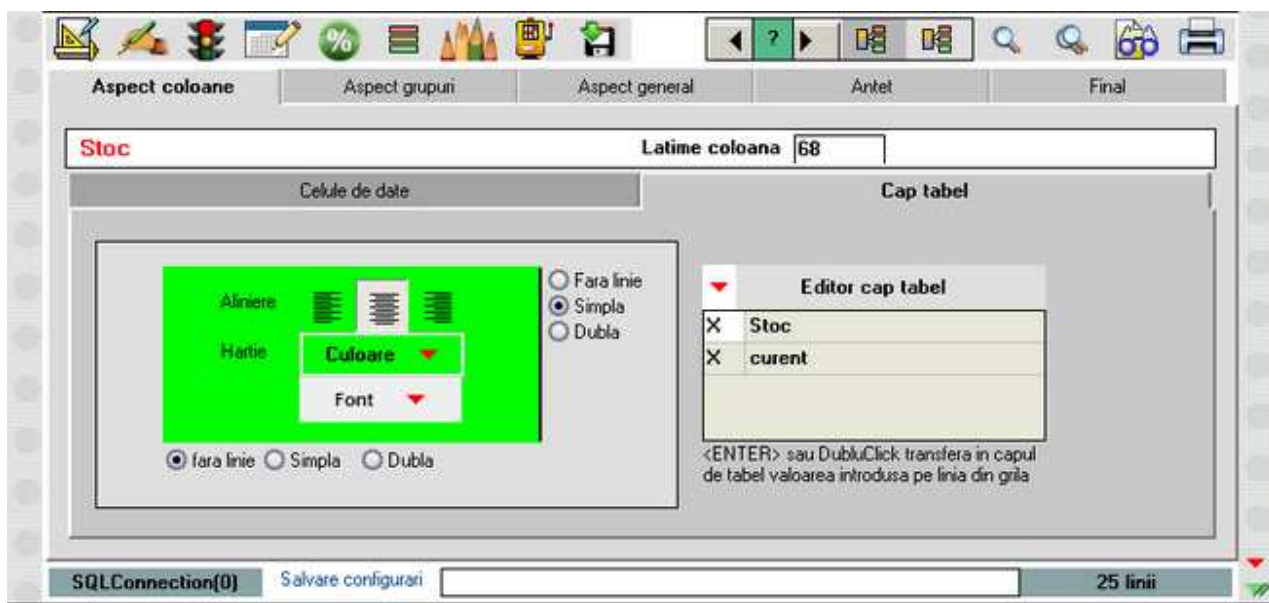 %
?
Aspect coloane Aspect grupuri Aspect general Antet Final
Stoc Latime coloana 68
Celule de date Cap tabel
Aliniere
Hartie Culoare
Font
Fara linie
Simpla
Dubla
fara linie Simpla Dubla
Editor cap tabel
X Stoc
X curent
<ENTER> sau DubluClick transfera in capul
de tabel valoarea introdusa pe linia din grila
SQLConnection(0) Salvare configurari 25 linii